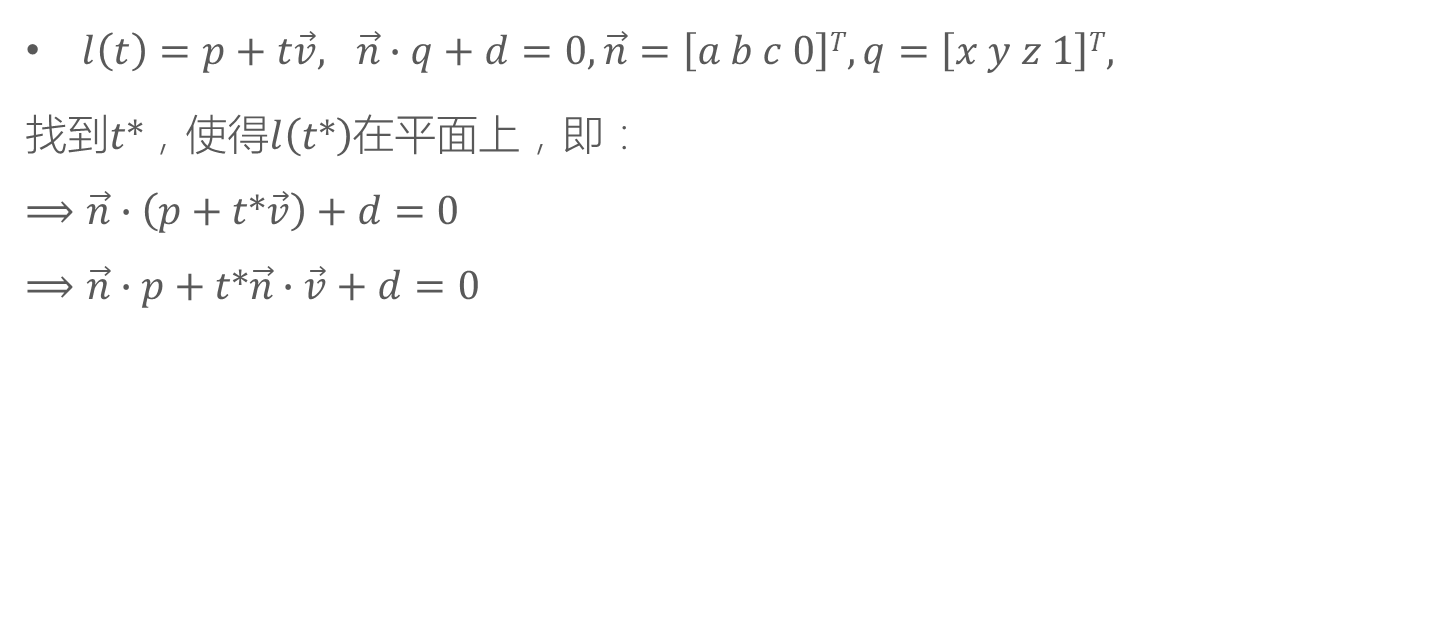 • l(t) = p + tv⃗, n⃗ · q + d = 0, n⃗ = [a b c 0]ᵀ, q = [x y z 1]ᵀ,
找到t*，使得l(t*)在平面上，即：
⟹ n⃗ · (p + t*v⃗) + d = 0
⟹ n⃗ · p + t*n⃗ · v⃗ + d = 0